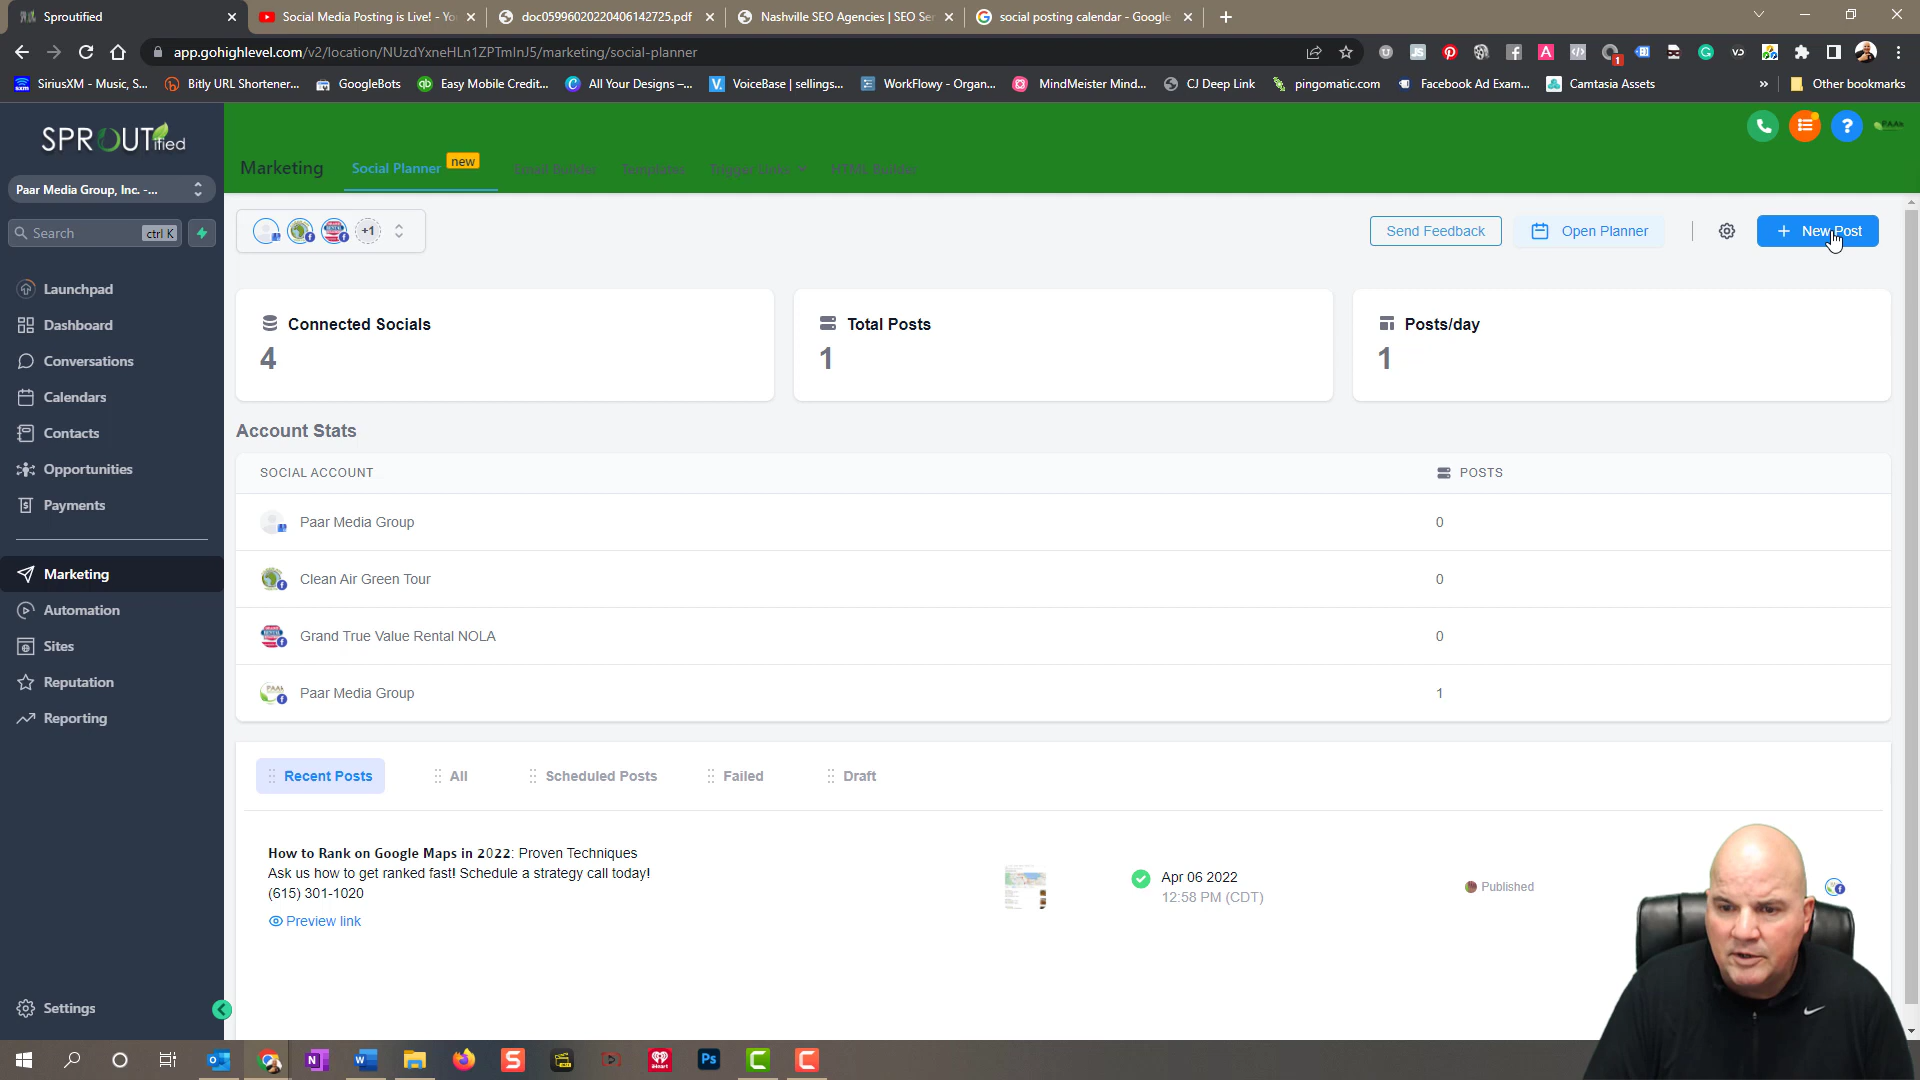 Sproutified
Social Media Posting is Live! - Yo
doc05996020220406142725.pdf
Nashville SEO Agencies | SEO Ser
social posting calendar - Google
app.gohighlevel.com/v2/location/NUzdYxneHLn1ZPTmInJ5/marketing/social-planner
SiriusXM - Music, S...
Bitly URL Shortener...
GoogleBots
Easy Mobile Credit...
All Your Designs –...
VoiceBase | sellings...
WorkFlowy - Organ...
MindMeister Mind...
CJ Deep Link
pingomatic.com
Facebook Ad Exam...
Camtasia Assets
»
Other bookmarks
SPROUTified
Marketing
Social Planner
new
Email Builder
Templates
Trigger Links
HTML Builder
Paar Media Group, Inc. -...
Search
ctrl K
+1
Send Feedback
Open Planner
+ New Post
Launchpad
Dashboard
Conversations
Calendars
Contacts
Opportunities
Payments
Marketing
Automation
Sites
Reputation
Reporting
Settings
Connected Socials
4
Total Posts
1
Posts/day
1
Account Stats
SOCIAL ACCOUNT
POSTS
Paar Media Group
0
Clean Air Green Tour
0
Grand True Value Rental NOLA
0
Paar Media Group
1
Recent Posts
All
Scheduled Posts
Failed
Draft
How to Rank on Google Maps in 2022: Proven Techniques
Ask us how to get ranked fast! Schedule a strategy call today!
(615) 301-1020
Preview link
Apr 06 2022
12:58 PM (CDT)
Published